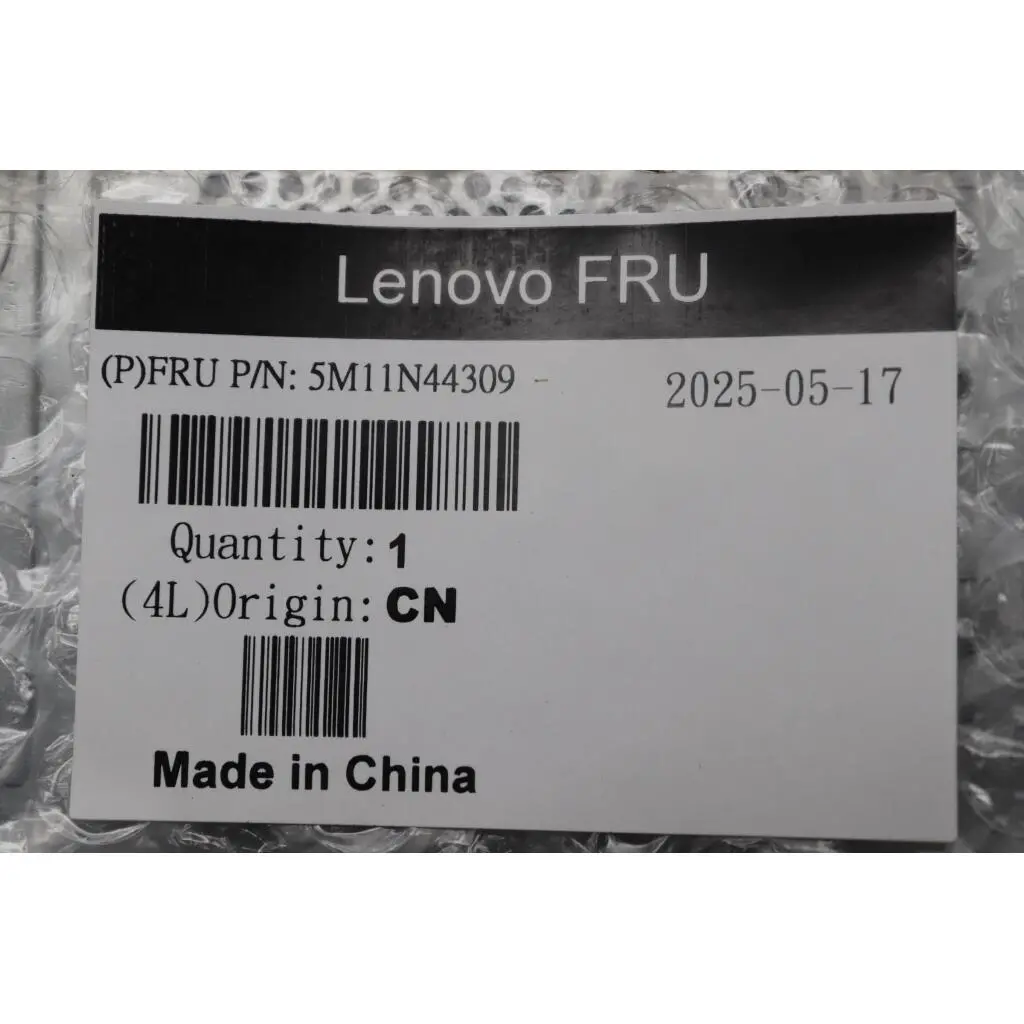 Lenovo FRU
(P)FRU P/N: 5M11N44309 -
2025-05-17
Quantity: 1
(4L)Origin: CN
Made in China